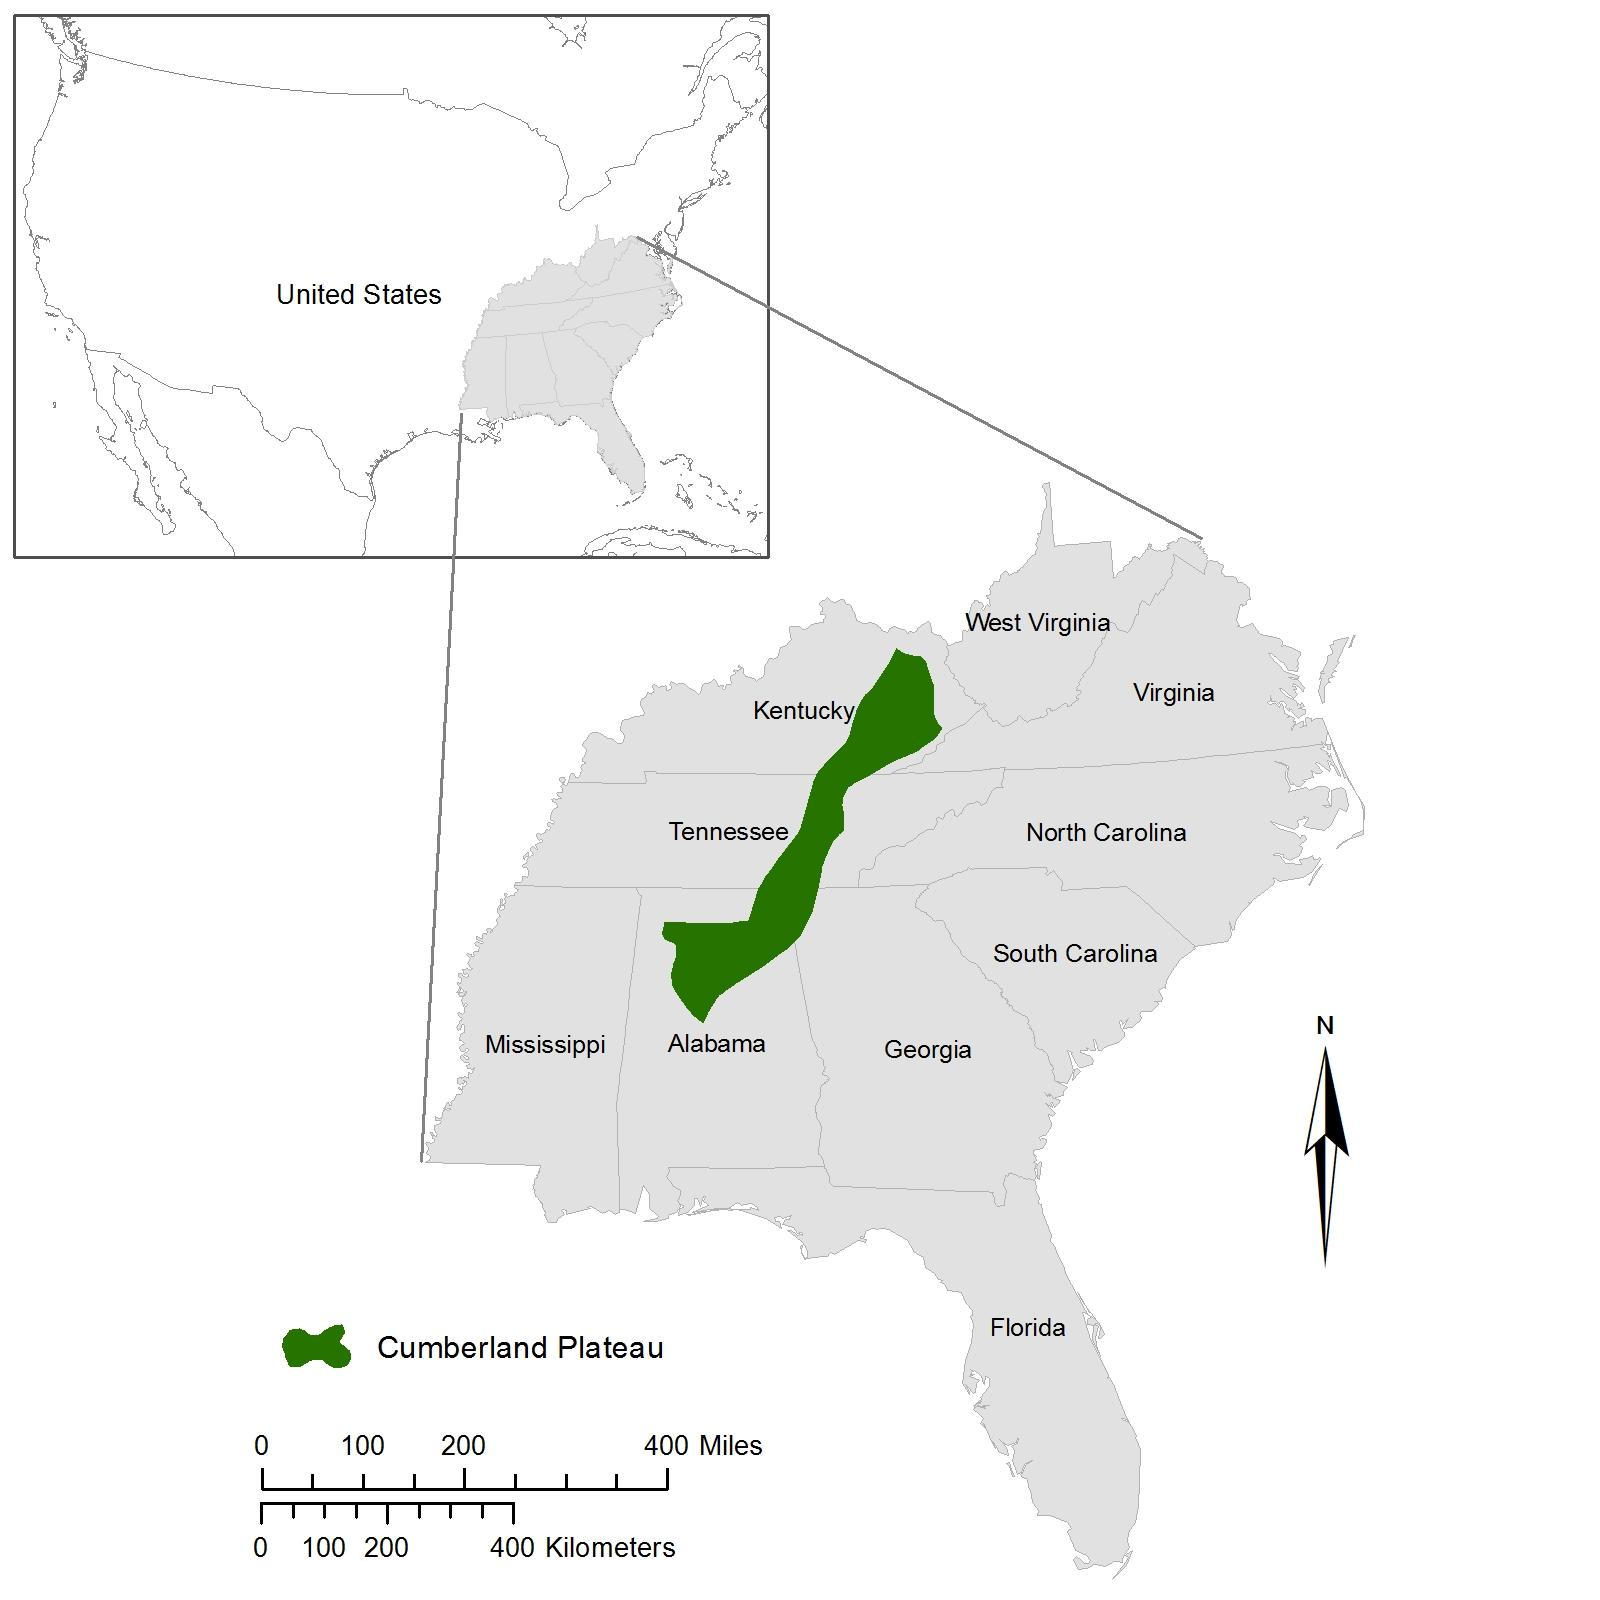 United States
West Virginia
Virginia
Kentucky
Tennessee
North Carolina
South Carolina
Mississippi
Alabama
Georgia
N
Florida
Cumberland Plateau
0 100 200 400 Miles
0 100 200 400 Kilometers